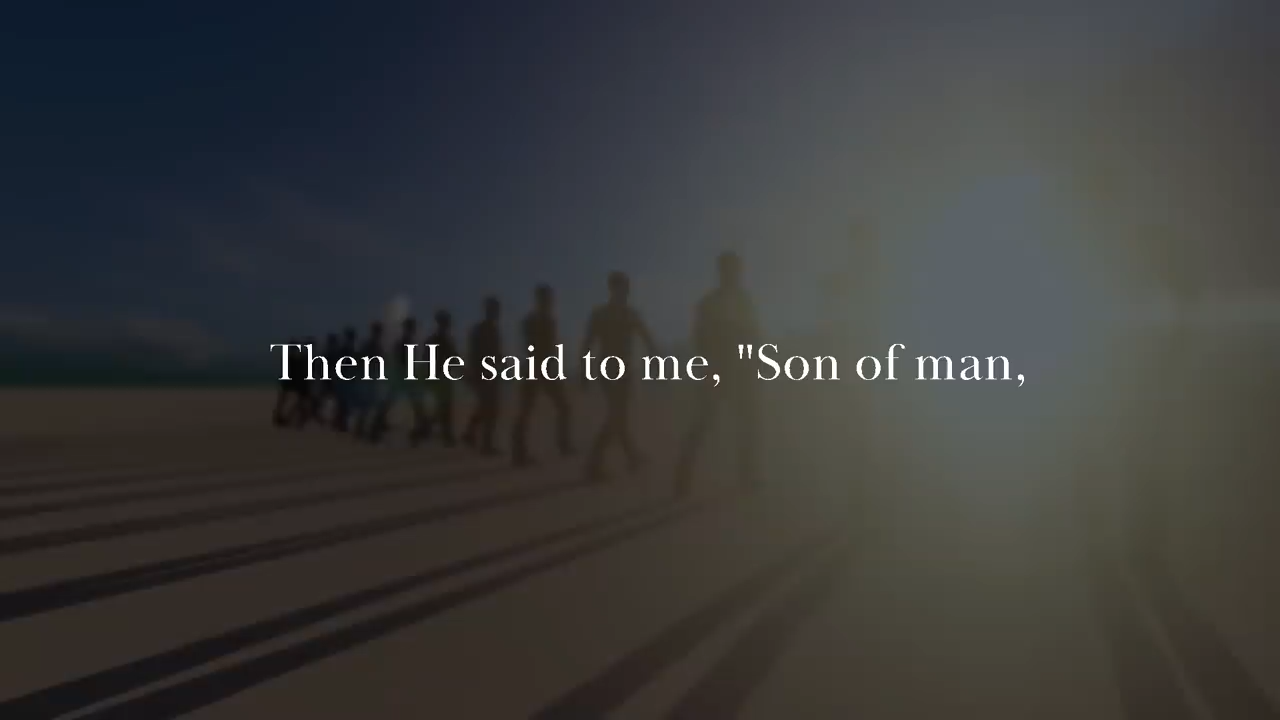 Then He said to me, "Son of man,